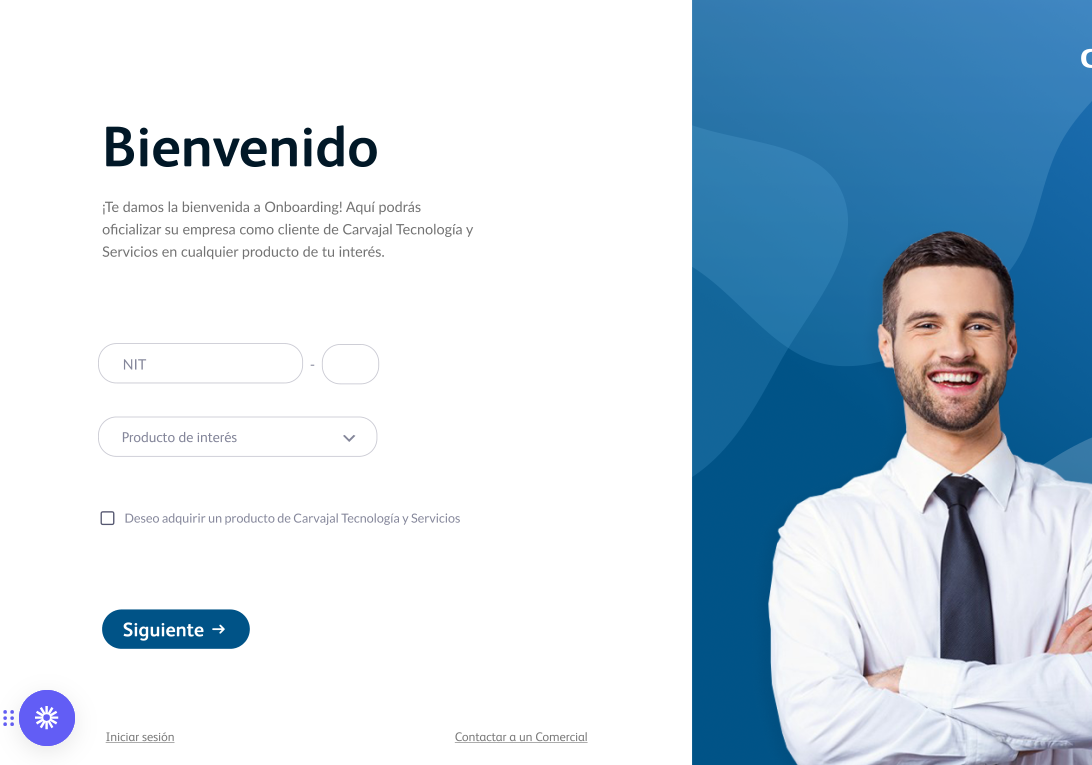 Bienvenido
¡Te damos la bienvenida a Onboarding! Aquí podrás
oficializar su empresa como cliente de Carvajal Tecnología y
Servicios en cualquier producto de tu interés.
NIT -
Producto de interés
Deseo adquirir un producto de Carvajal Tecnología y Servicios
Siguiente →
Iniciar sesión Contactar a un Comercial